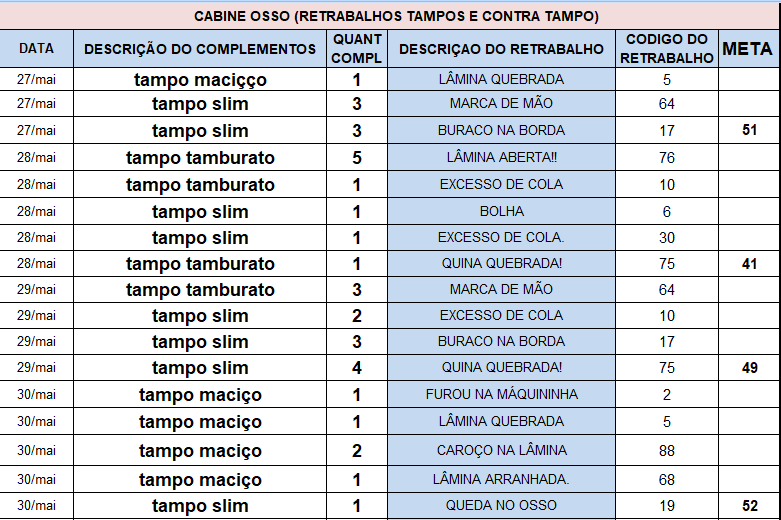 CABINE OSSO (RETRABALHOS TAMPOS E CONTRA TAMPO)
DATA DESCRIÇÃO DO COMPLEMENTOS QUANT COMPL DESCRIÇAO DO RETRABALHO CODIGO DO RETRABALHO META
27/mai tampo maciçço 1 LÂMINA QUEBRADA 5
27/mai tampo slim 3 MARCA DE MÃO 64
27/mai tampo slim 3 BURACO NA BORDA 17 51
28/mai tampo tamburato 5 LÂMINA ABERTA!! 76
28/mai tampo tamburato 1 EXCESSO DE COLA 10
28/mai tampo slim 1 BOLHA 6
28/mai tampo slim 1 EXCESSO DE COLA. 30
28/mai tampo tamburato 1 QUINA QUEBRADA! 75 41
29/mai tampo tamburato 3 MARCA DE MÃO 64
29/mai tampo slim 2 EXCESSO DE COLA 10
29/mai tampo slim 3 BURACO NA BORDA 17
29/mai tampo slim 4 QUINA QUEBRADA! 75 49
30/mai tampo maciço 1 FUROU NA MÁQUININHA 2
30/mai tampo maciço 1 LÂMINA QUEBRADA 5
30/mai tampo maciço 2 CAROÇO NA LÂMINA 88
30/mai tampo maciço 1 LÂMINA ARRANHADA. 68
30/mai tampo slim 1 QUEDA NO OSSO 19 52